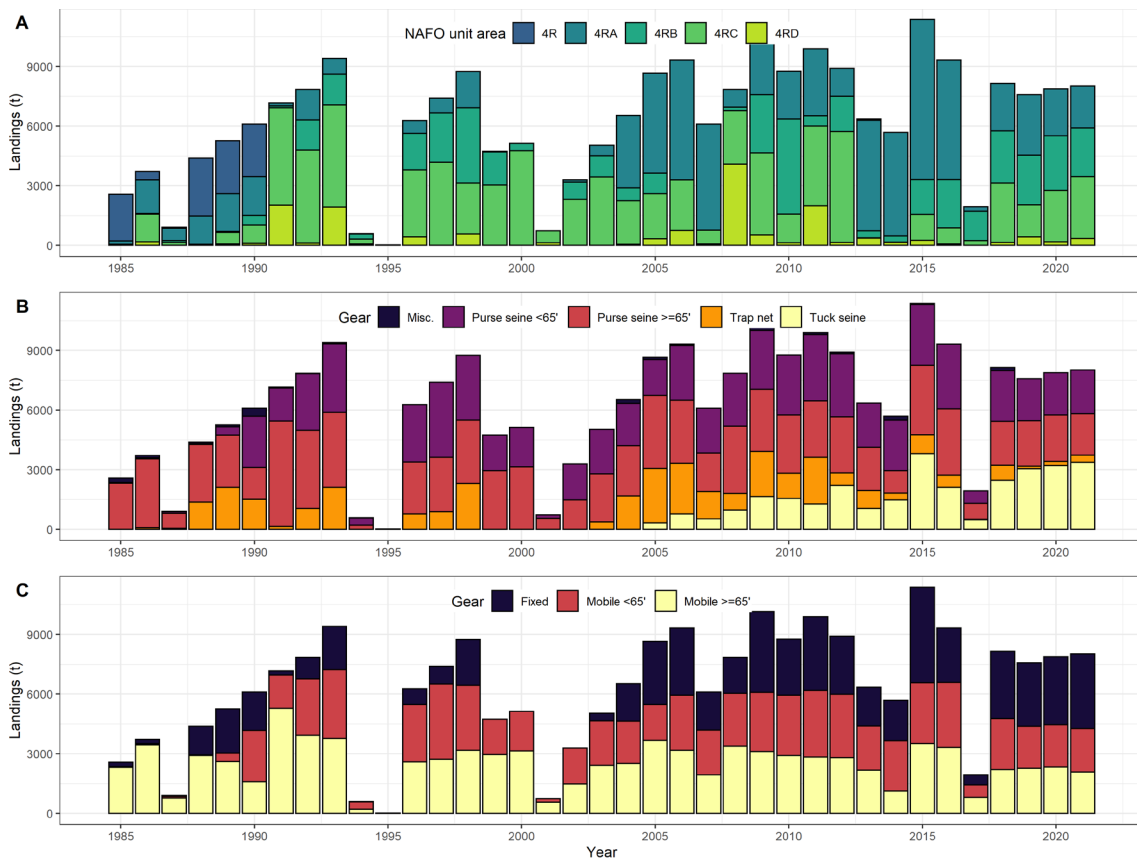 A
NAFO unit area 4R 4RA 4RB 4RC 4RD
Landings (t)
9000
6000
3000
0
1985 1990 1995 2000 2005 2010 2015 2020
B
Gear Misc. Purse seine <65' Purse seine >=65' Trap net Tuck seine
Landings (t)
9000
6000
3000
0
1985 1990 1995 2000 2005 2010 2015 2020
C
Gear Fixed Mobile <65' Mobile >=65'
Landings (t)
9000
6000
3000
0
1985 1990 1995 2000 2005 2010 2015 2020
Year